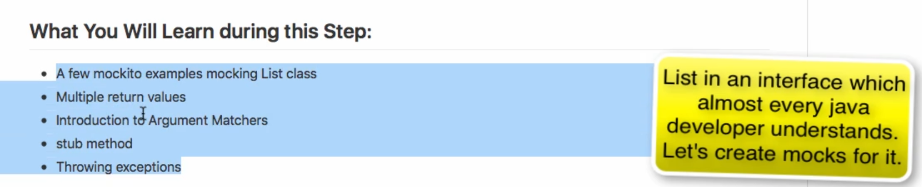 What You Will Learn during this Step:
A few mockito examples mocking List class
Multiple return values
Introduction to Argument Matchers
stub method
Throwing exceptions
List in an interface which
almost every java
developer understands.
Let's create mocks for it.